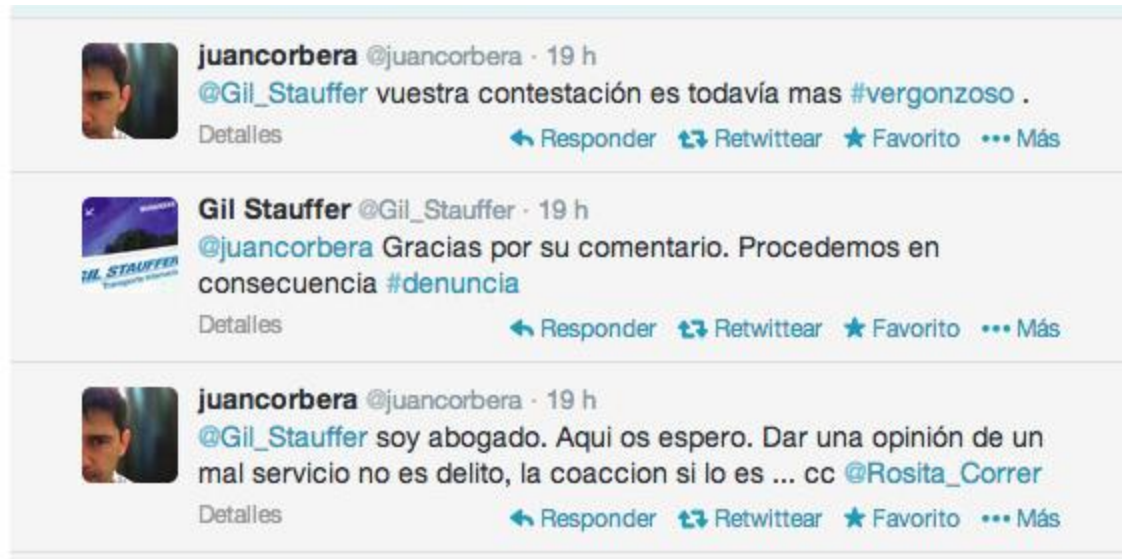 juancorbera @juancorbera · 19 h
@Gil_Stauffer vuestra contestación es todavía mas #vergonzoso .
Detalles Responder Retwittear Favorito Más
Gil Stauffer @Gil_Stauffer · 19 h
@juancorbera Gracias por su comentario. Procedemos en
consecuencia #denuncia
GIL STAUFFER
Detalles Responder Retwittear Favorito Más
juancorbera @juancorbera · 19 h
@Gil_Stauffer soy abogado. Aqui os espero. Dar una opinión de un
mal servicio no es delito, la coaccion si lo es ... cc @Rosita_Correr
Detalles Responder Retwittear Favorito Más